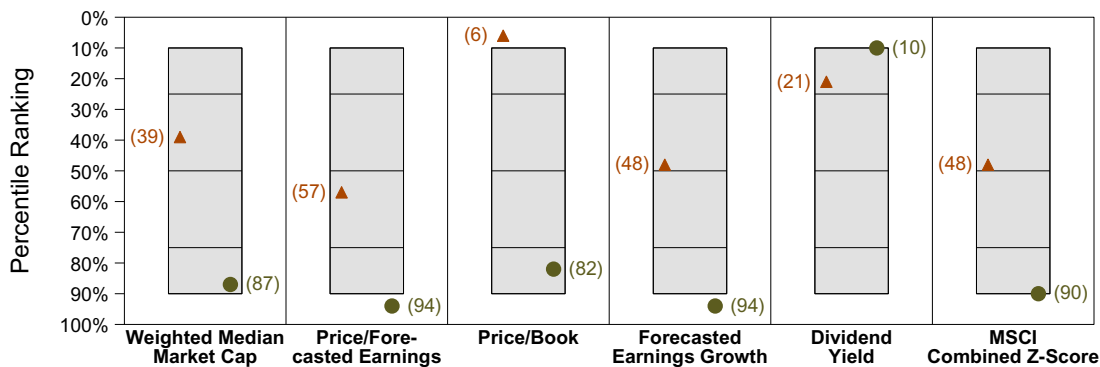 Percentile Ranking
0%
10%
20%
30%
40%
50%
60%
70%
80%
90%
100%
(39)
(87)
(57)
(94)
(6)
(82)
(48)
(94)
(21)
(10)
(48)
(90)
Weighted Median
Market Cap
Price/Fore-
casted Earnings
Price/Book
Forecasted
Earnings Growth
Dividend
Yield
MSCI
Combined Z-Score